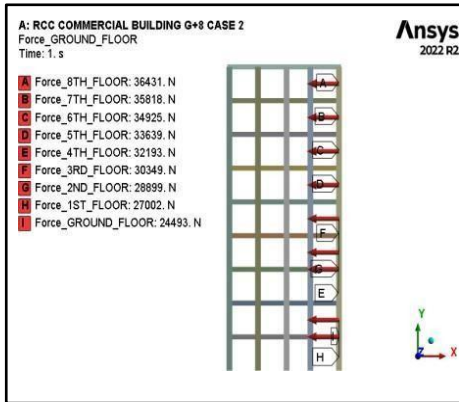 A: RCC COMMERCIAL BUILDING G+8 CASE 2
Force_GROUND_FLOOR
Time: 1. s
Ansys
2022 R2
A Force_8TH_FLOOR: 36431. N
B Force_7TH_FLOOR: 35818. N
C Force_6TH_FLOOR: 34925. N
D Force_5TH_FLOOR: 33639. N
E Force_4TH_FLOOR: 32193. N
F Force_3RD_FLOOR: 30349. N
G Force_2ND_FLOOR: 28899. N
H Force_1ST_FLOOR: 27002. N
I Force_GROUND_FLOOR: 24493. N
A
B
C
D
F
G
E
I
H
Y
Z
X